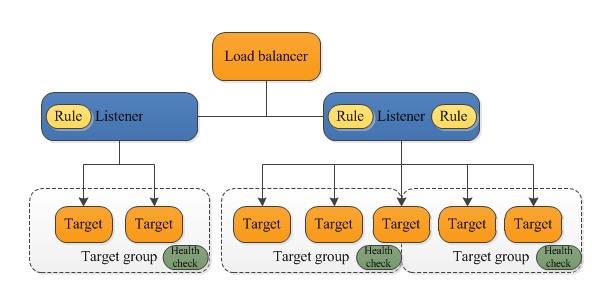 Load balancer
Rule Listener
Rule Listener Rule
Target Target
Target Target Target Target Target
Target group Health check
Target group Health check
Target group Health check